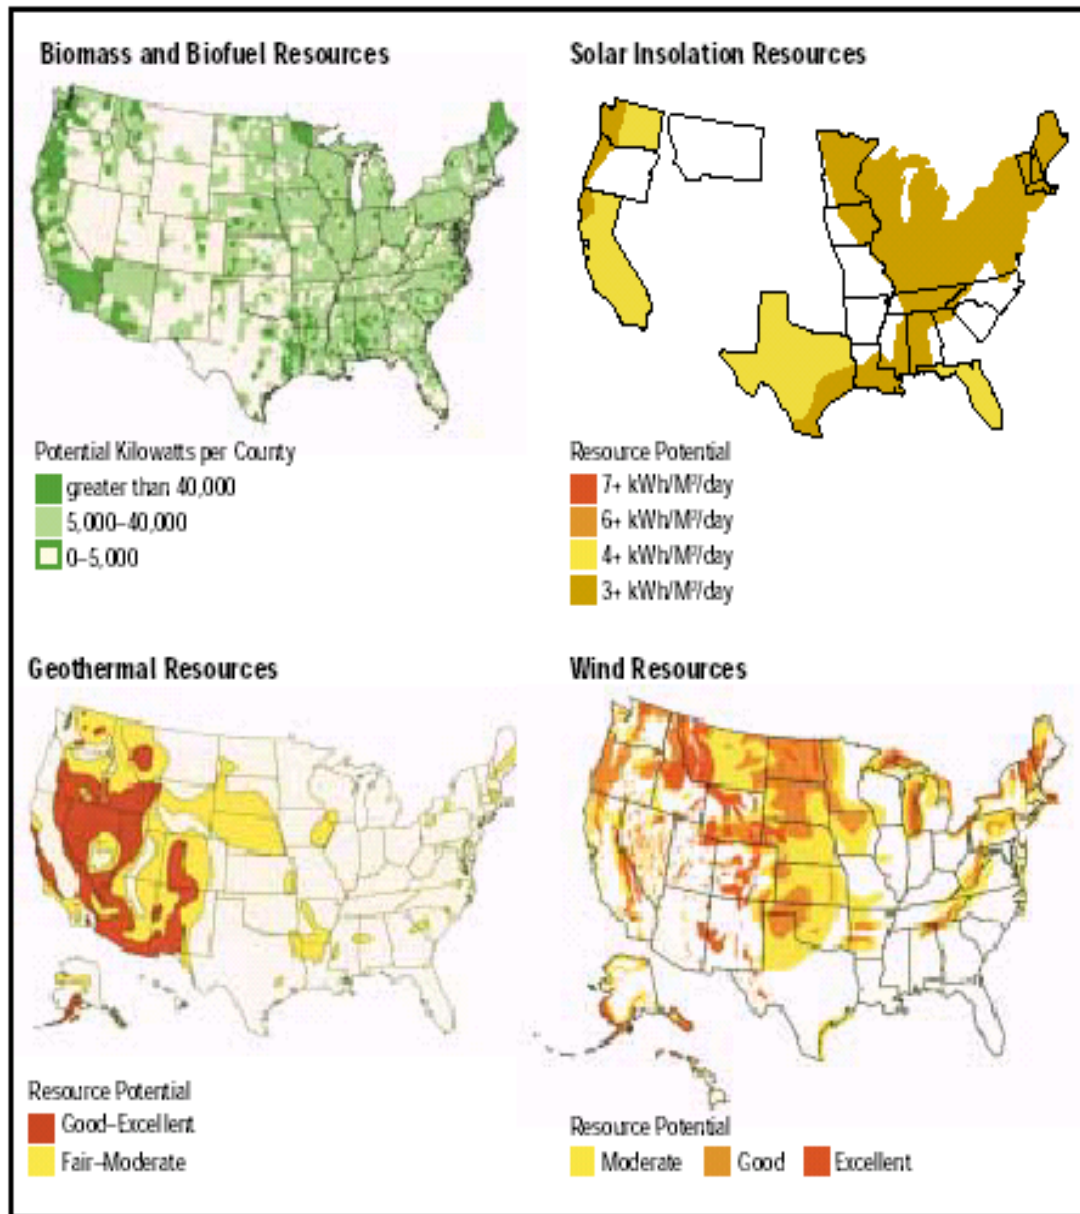 Biomass and Biofuel Resources
Potential Kilowatts per County
greater than 40,000
5,000–40,000
0–5,000
Solar Insolation Resources
Resource Potential
7+ kWh/M²/day
6+ kWh/M²/day
4+ kWh/M²/day
3+ kWh/M²/day
Geothermal Resources
Resource Potential
Good–Excellent
Fair–Moderate
Wind Resources
Resource Potential
Moderate
Good
Excellent